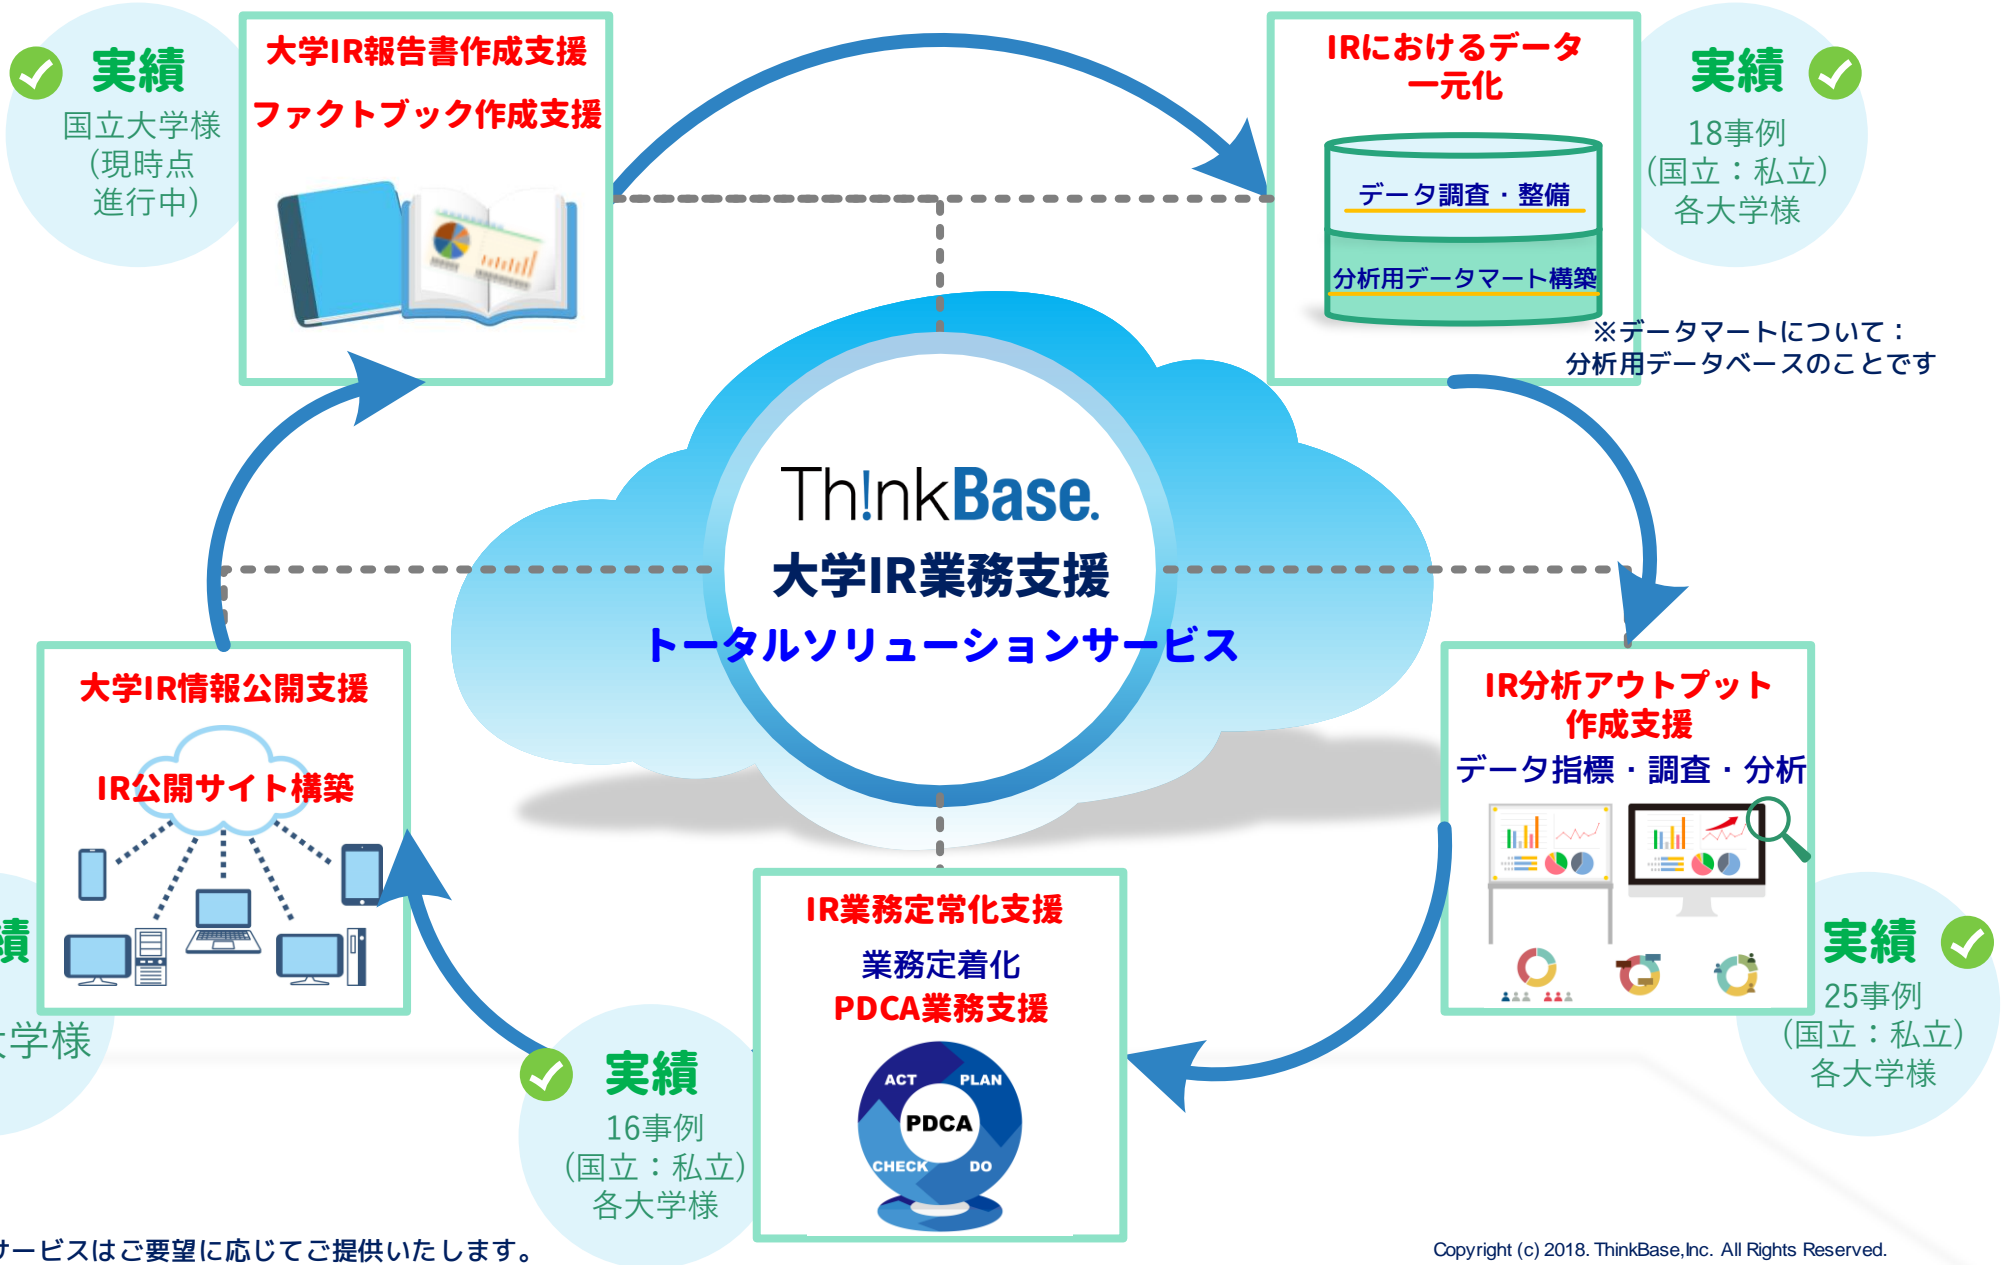 実績
国立大学様
(現時点
進行中)
大学IR報告書作成支援
ファクトブック作成支援
IRにおけるデータ
一元化
データ調査・整備
分析用データマート構築
※データマートについて：
分析用データベースのことです
実績
18事例
(国立：私立)
各大学様
Th!nkBase.
大学IR業務支援
トータルソリューションサービス
大学IR情報公開支援
IR公開サイト構築
績
大学様
IR分析アウトプット
作成支援
データ指標・調査・分析
実績
25事例
(国立：私立)
各大学様
IR業務定常化支援
業務定着化
PDCA業務支援
ACT
PLAN
PDCA
CHECK
DO
実績
16事例
(国立：私立)
各大学様
サービスはご要望に応じてご提供いたします。
Copyright (c) 2018. ThinkBase,Inc. All Rights Reserved.